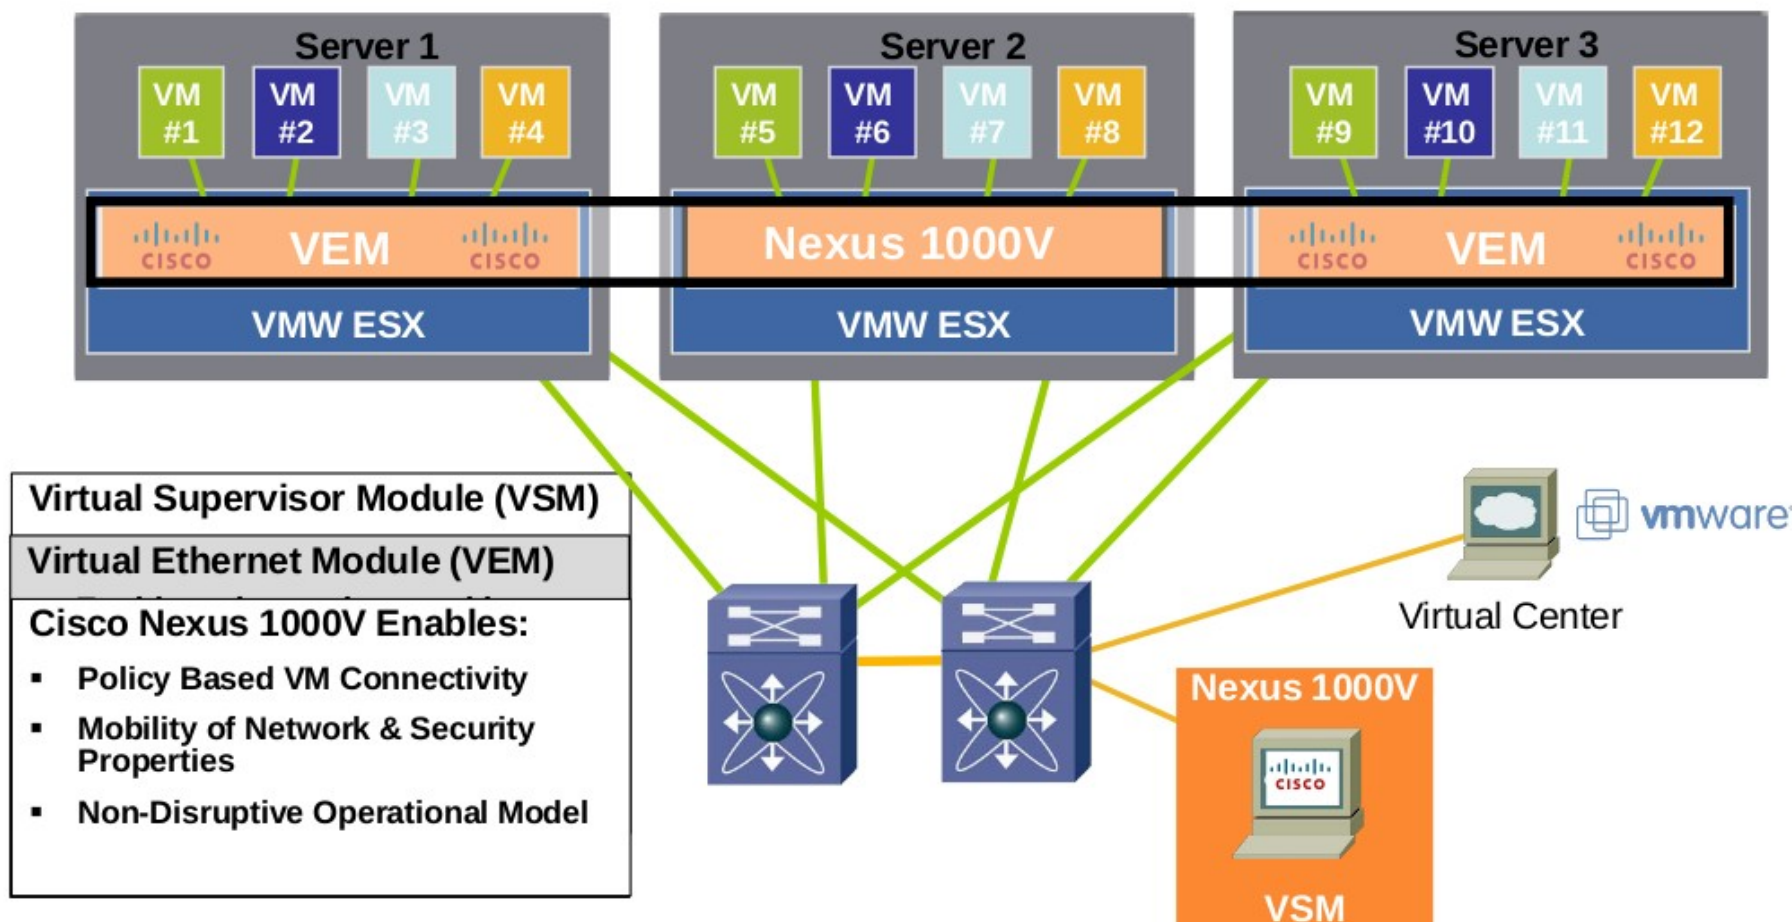 Server 1
VM
#1
VM
#2
VM
#3
VM
#4
CISCO
VEM
CISCO
VMW ESX
Server 2
VM
#5
VM
#6
VM
#7
VM
#8
Nexus 1000V
VMW ESX
Server 3
VM
#9
VM
#10
VM
#11
VM
#12
CISCO
VEM
CISCO
VMW ESX
Virtual Supervisor Module (VSM)
Virtual Ethernet Module (VEM)
Cisco Nexus 1000V Enables:
▪ Policy Based VM Connectivity
▪ Mobility of Network & Security
Properties
▪ Non-Disruptive Operational Model
vmware
Virtual Center
Nexus 1000V
CISCO
VSM